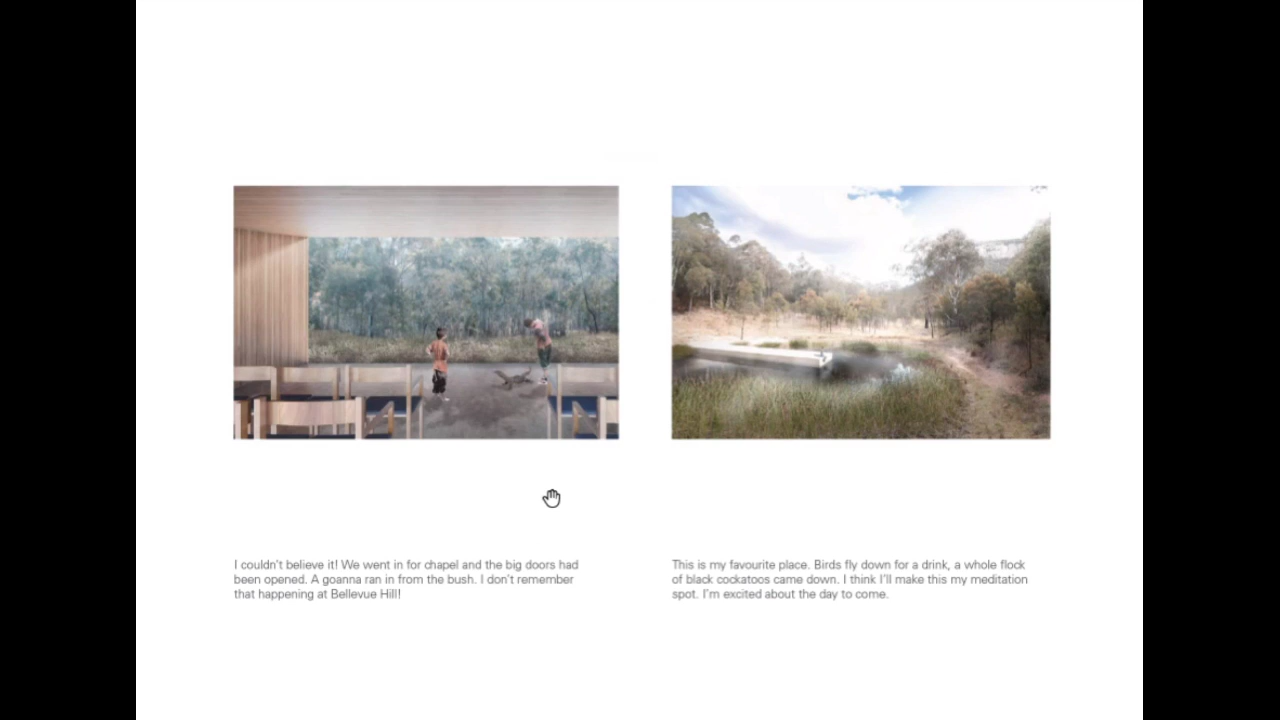 I couldn't believe it! We went in for chapel and the big doors had
been opened. A goanna ran in from the bush. I don't remember
that happening at Bellevue Hill!
This is my favourite place. Birds fly down for a drink, a whole flock
of black cockatoos came down. I think I'll make this my meditation
spot. I'm excited about the day to come.